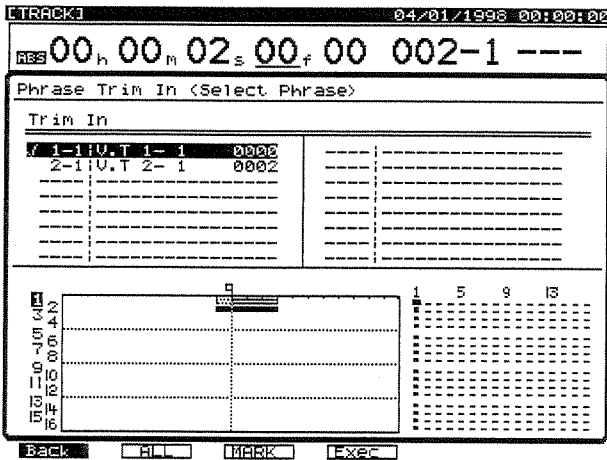 [TRACK] 04/01/1998 00:00:00
ABS 00h 00m 02s 00f 00 002-1 ---
Phrase Trim In (Select Phrase)
Trim In
√ 1-1 V.T 1- 1 0000
2-1 V.T 2- 1 0002
1 5 9 13
1
2
3
4
5
6
7
8
9
10
11
12
13
14
15
16
Back ALL MARK Exec